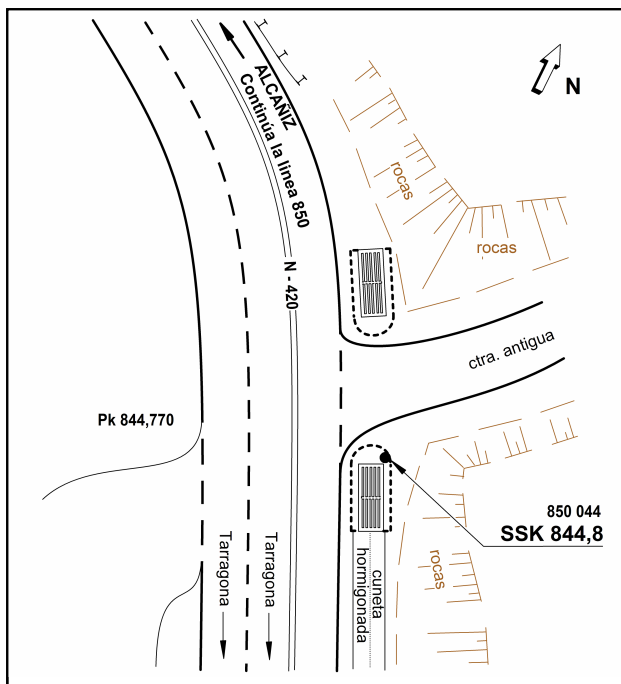 ALCAÑIZ
Continúa la línea 850
N
rocas
rocas
N - 420
ctra. antigua
Pk 844,770
850 044
SSK 844,8
Tarragona
Tarragona
cuneta
hormigonada
rocas